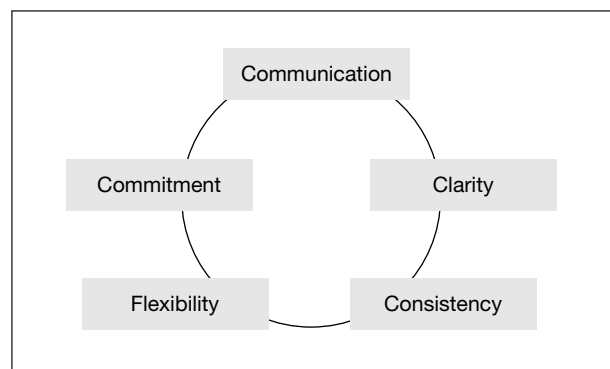 Communication
Commitment
Clarity
Flexibility
Consistency